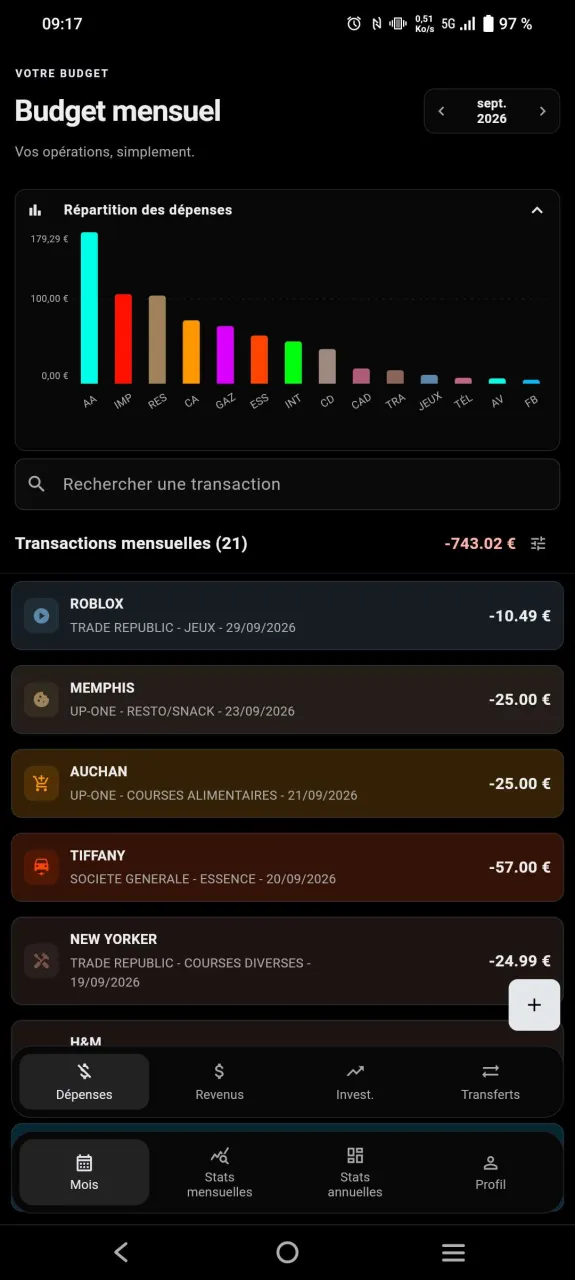 09:17
0,51
Ko/s
5G
97 %
VOTRE BUDGET
Budget mensuel
sept.
2026
Vos opérations, simplement.
Répartition des dépenses
179,29 €
100,00 €
0,00 €
AA IMP RES CA GAZ ESS INT CD CAD TRA JEUX TÉL AV FB
Rechercher une transaction
Transactions mensuelles (21)
-743.02 €
ROBLOX
TRADE REPUBLIC - JEUX - 29/09/2026
-10.49 €
MEMPHIS
UP-ONE - RESTO/SNACK - 23/09/2026
-25.00 €
AUCHAN
UP-ONE - COURSES ALIMENTAIRES - 21/09/2026
-25.00 €
TIFFANY
SOCIETE GENERALE - ESSENCE - 20/09/2026
-57.00 €
NEW YORKER
TRADE REPUBLIC - COURSES DIVERSES -
19/09/2026
-24.99 €
+
H&M
Dépenses
Revenus
Invest.
Transferts
Mois
Stats
mensuelles
Stats
annuelles
Profil